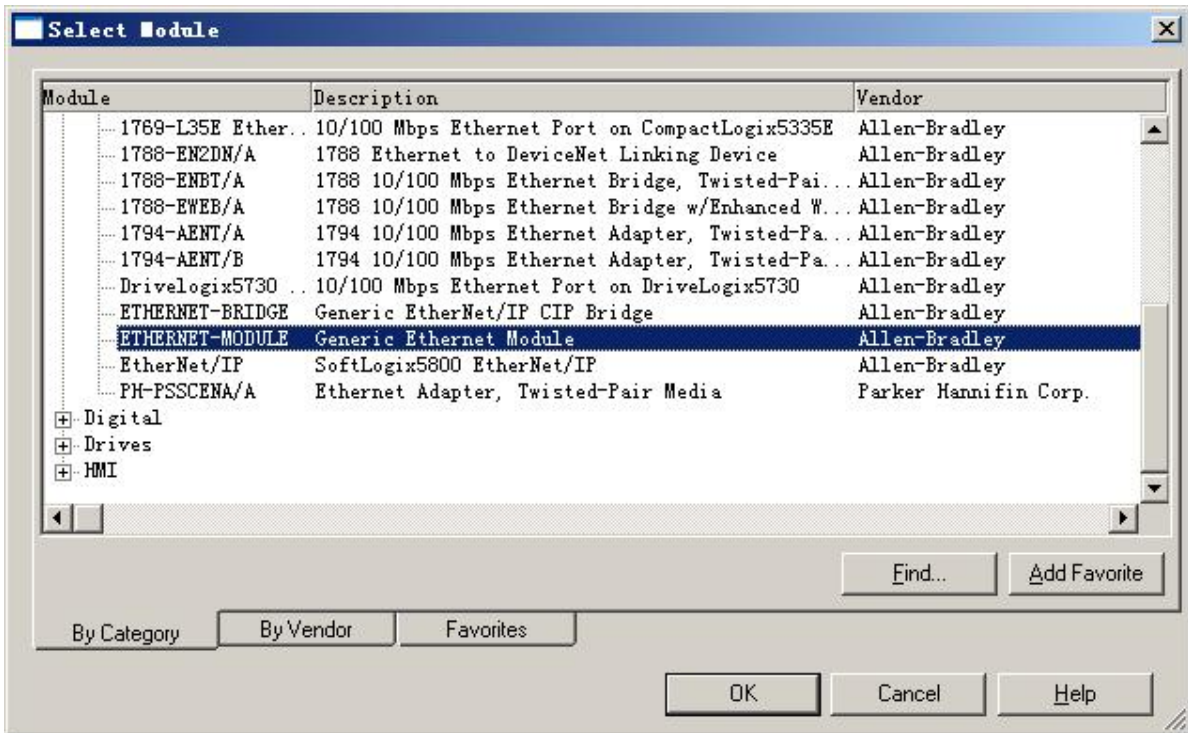 Select Module
Module Description Vendor
1769-L35E Ether.. 10/100 Mbps Ethernet Port on CompactLogix5335E Allen-Bradley
1788-EN2DN/A 1788 Ethernet to DeviceNet Linking Device Allen-Bradley
1788-ENBT/A 1788 10/100 Mbps Ethernet Bridge, Twisted-Pai... Allen-Bradley
1788-EWEB/A 1788 10/100 Mbps Ethernet Bridge w/Enhanced W... Allen-Bradley
1794-AENT/A 1794 10/100 Mbps Ethernet Adapter, Twisted-Pa... Allen-Bradley
1794-AENT/B 1794 10/100 Mbps Ethernet Adapter, Twisted-Pa... Allen-Bradley
Drivelogix5730 .. 10/100 Mbps Ethernet Port on DriveLogix5730 Allen-Bradley
ETHERNET-BRIDGE Generic EtherNet/IP CIP Bridge Allen-Bradley
ETHERNET-MODULE Generic Ethernet Module Allen-Bradley
EtherNet/IP SoftLogix5800 EtherNet/IP Allen-Bradley
PH-PSSCENA/A Ethernet Adapter, Twisted-Pair Media Parker Hannifin Corp.
Digital
Drives
HMI
Find... Add Favorite
By Category By Vendor Favorites
OK Cancel Help